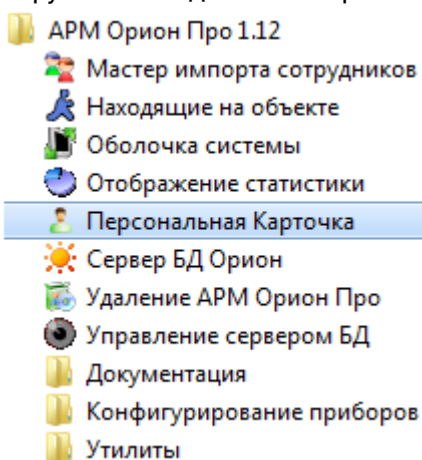 АРМ Орион Про 1.12
Мастер импорта сотрудников
Находящие на объекте
Оболочка системы
Отображение статистики
Персональная Карточка
Сервер БД Орион
Удаление АРМ Орион Про
Управление сервером БД
Документация
Конфигурирование приборов
Утилиты